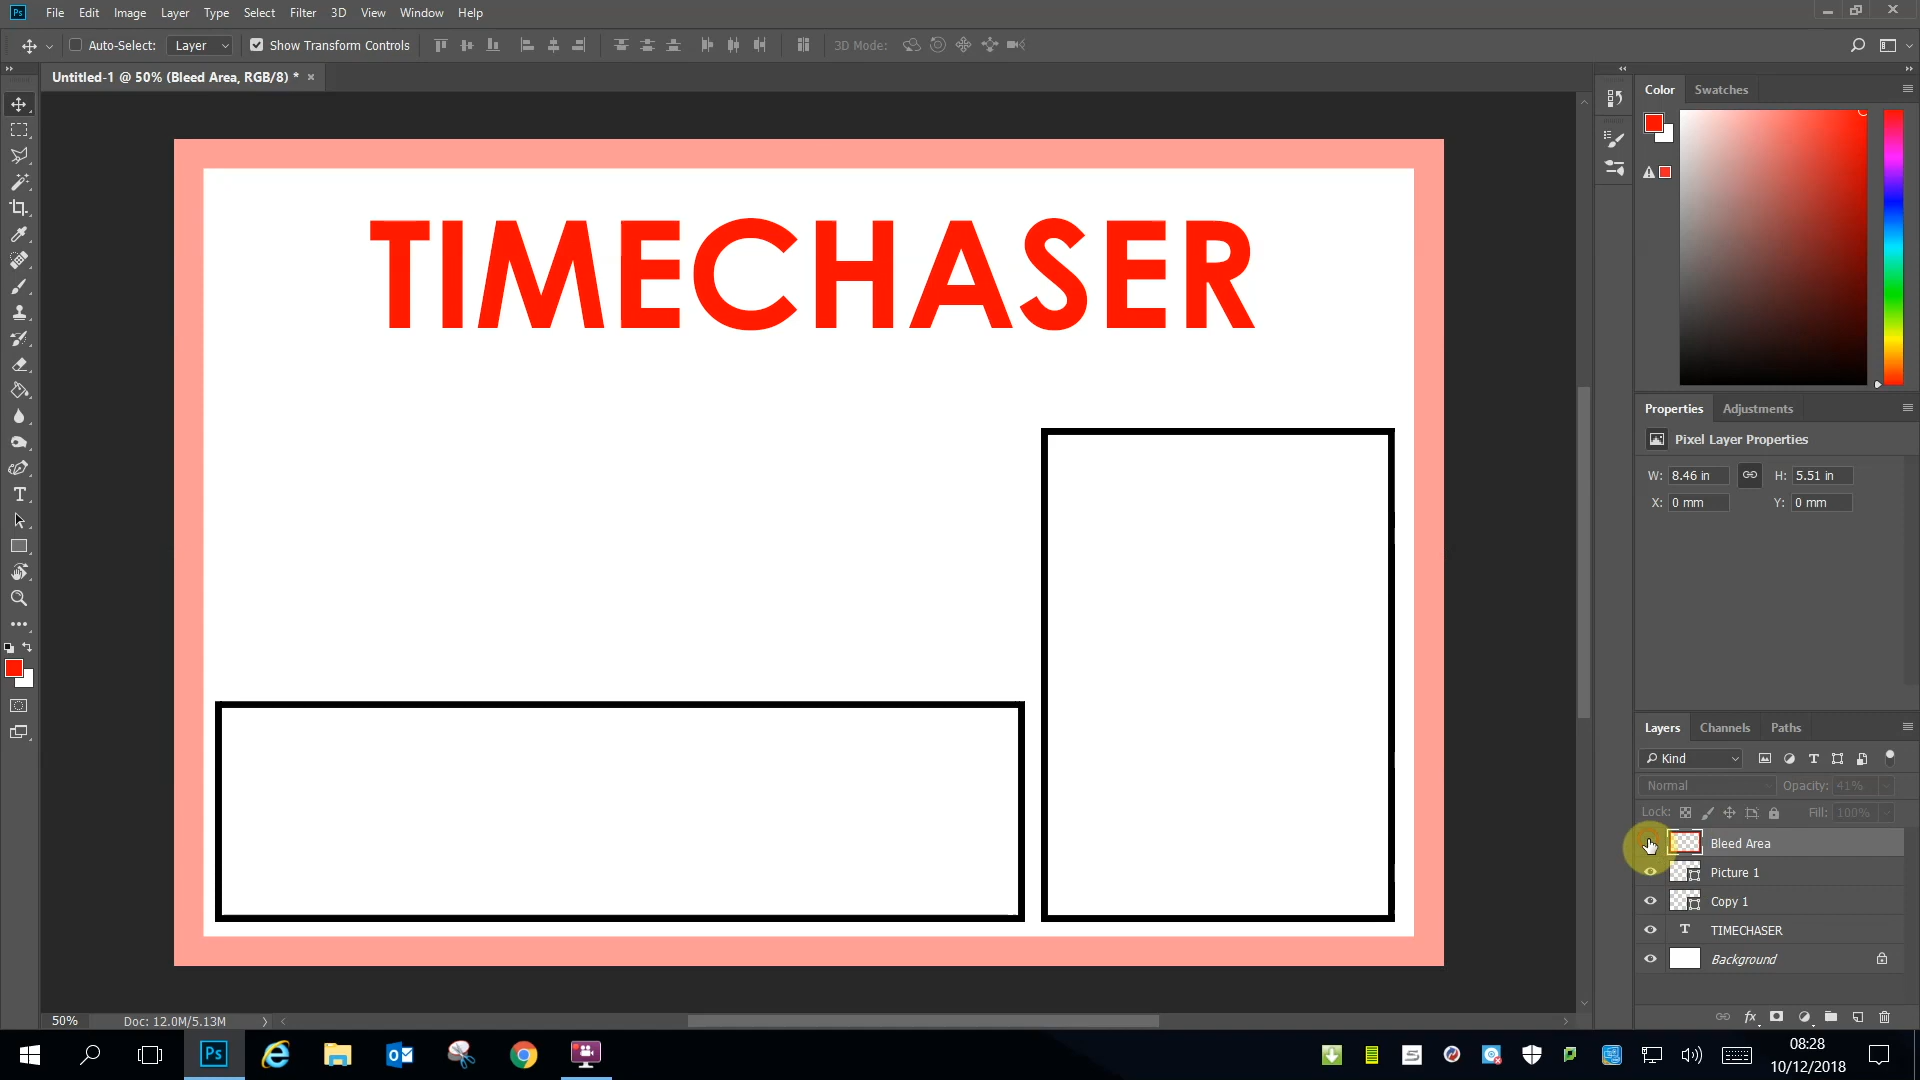 Ps File Edit Image Layer Type Select Filter 3D View Window Help
Auto-Select: Layer Show Transform Controls 3D Mode:
Untitled-1 @ 50% (Bleed Area, RGB/8) * ×
Color Swatches
TIMECHASER
Properties Adjustments
Pixel Layer Properties
W: 8.46 in H: 5.51 in
X: 0 mm Y: 0 mm
Layers Channels Paths
Kind
Normal Opacity: 41%
Lock: Fill: 100%
Bleed Area
Picture 1
Copy 1
T TIMECHASER
Background
50% Doc: 12.0M/5.13M
fx
Ps
08:28
10/12/2018